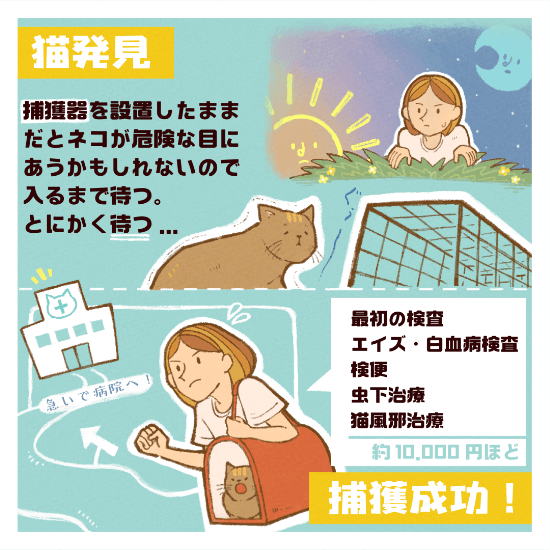 猫発見
捕獲器を設置したまま
だとネコが危険な目に
あうかもしれないので
入るまで待つ。
とにかく待つ...
急いで病院へ!
最初の検査
エイズ・白血病検査
検便
虫下治療
猫風邪治療
約10,000円ほど
捕獲成功!